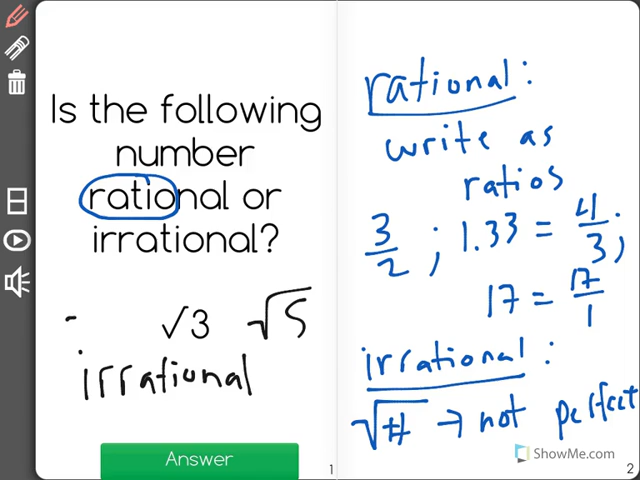 Is the following
number
rational or
irrational?
√3 √5
irrational
Answer
1
rational:
write as
ratios
3/2 ; 1.33 = 4/3 ;
17 = 17/1
irrational:
√# → not perfect
ShowMe.com
2